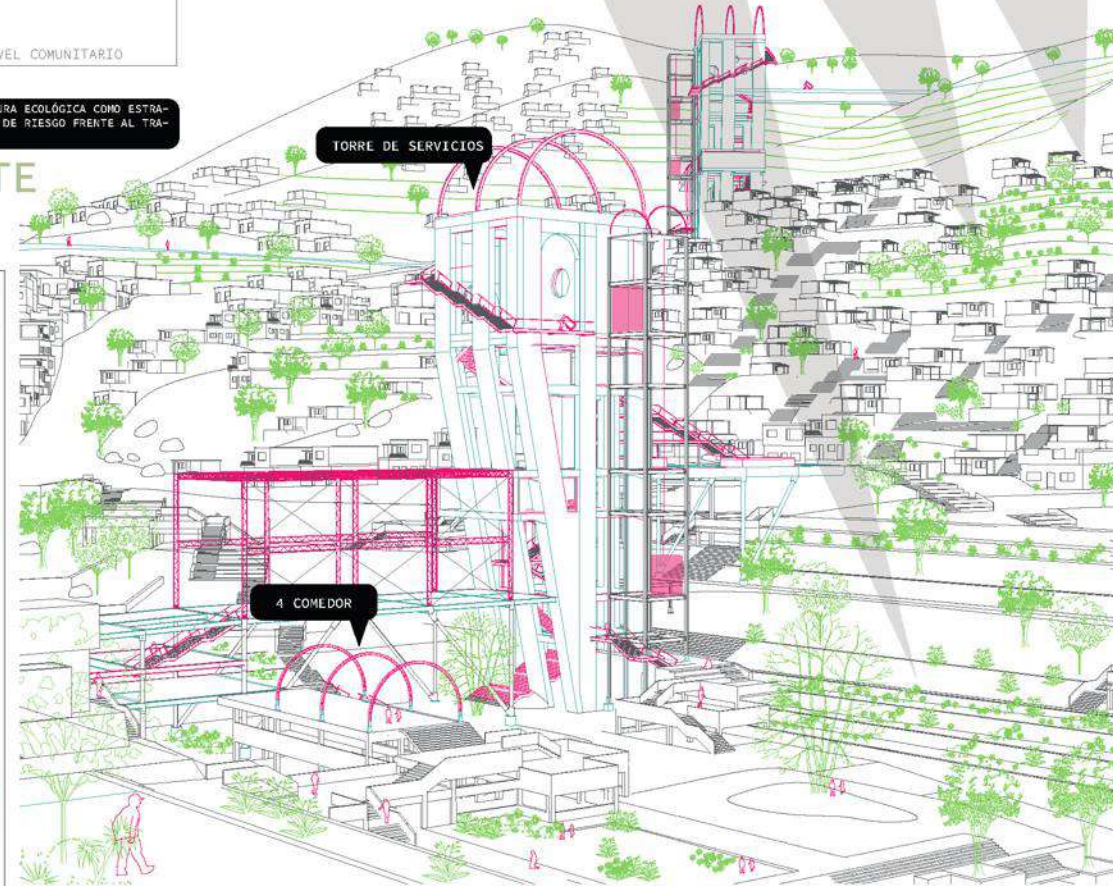 VEL COMUNITARIO
URA ECOLÓGICA COMO ESTRA-
DE RIESGO FRENTE AL TRA-
TE
TORRE DE SERVICIOS
4 COMEDOR